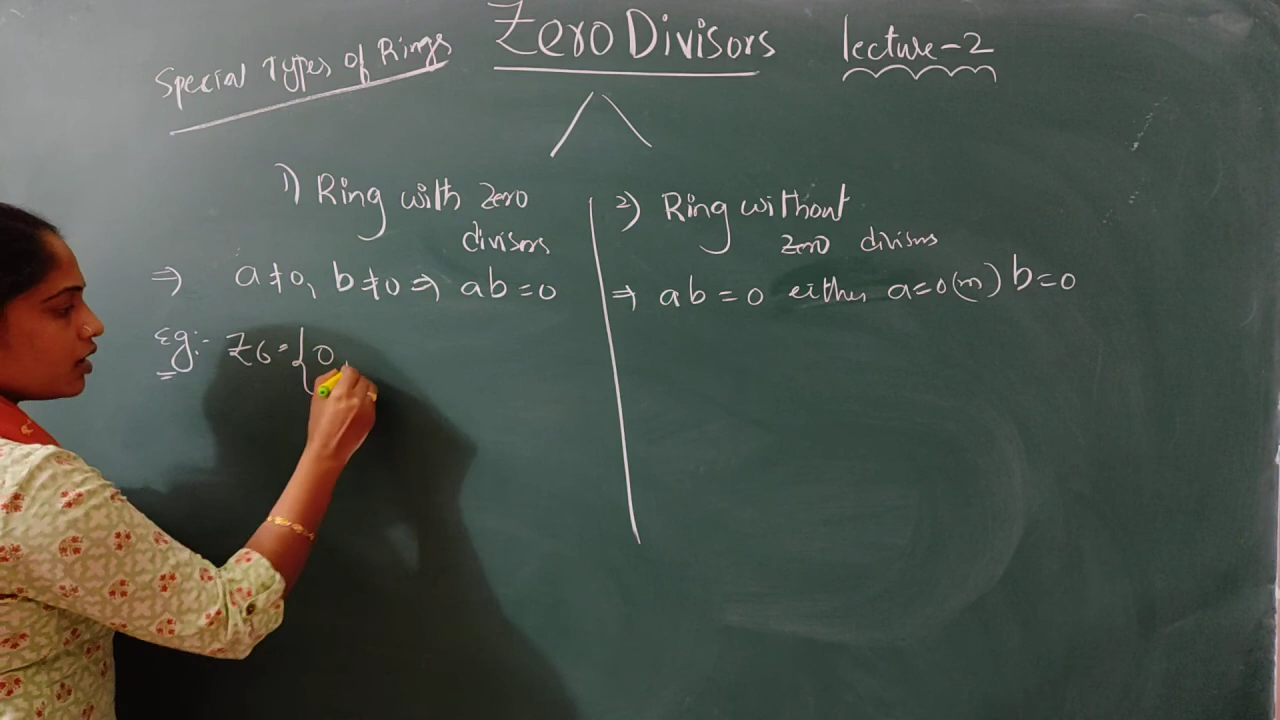 Special Types of Rings
Zero Divisors
lecture-2
1) Ring with zero
divisors
⇒ a≠0, b≠0 ⇒ ab=0
Eg:- Z6 = {0,
2) Ring without
zero divisors
⇒ ab=0 either a=0 (or) b=0